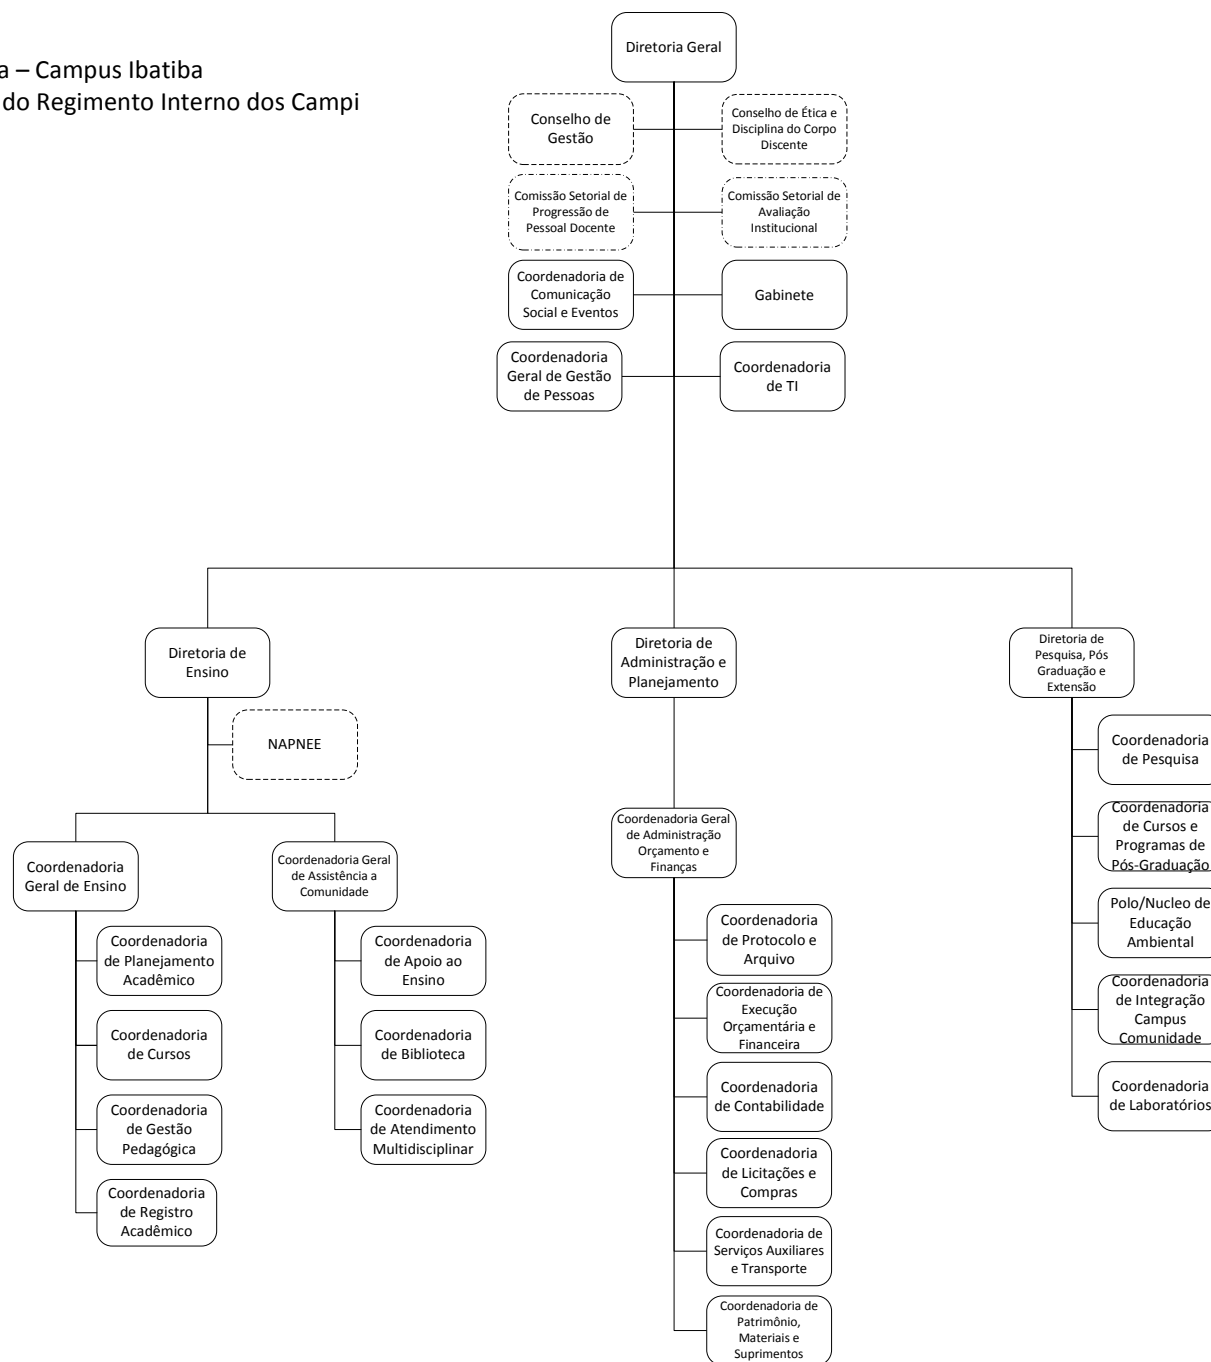 a – Campus Ibatiba
do Regimento Interno dos Campi
Diretoria Geral
Conselho de
Gestão
Conselho de Ética e
Disciplina do Corpo
Discente
Comissão Setorial de
Progressão de
Pessoal Docente
Comissão Setorial de
Avaliação
Institucional
Coordenadoria de
Comunicação
Social e Eventos
Gabinete
Coordenadoria
Geral de Gestão
de Pessoas
Coordenadoria
de TI
Diretoria de
Ensino
Diretoria de
Administração e
Planejamento
Diretoria de
Pesquisa, Pós
Graduação e
Extensão
NAPNEE
Coordenadoria
Geral de Ensino
Coordenadoria Geral
de Assistência a
Comunidade
Coordenadoria
de Planejamento
Acadêmico
Coordenadoria
de Cursos
Coordenadoria
de Gestão
Pedagógica
Coordenadoria
de Registro
Acadêmico
Coordenadoria
de Apoio ao
Ensino
Coordenadoria
de Biblioteca
Coordenadoria
de Atendimento
Multidisciplinar
Coordenadoria Geral
de Administração
Orçamento e
Finanças
Coordenadoria
de Protocolo e
Arquivo
Coordenadoria de
Execução
Orçamentária e
Financeira
Coordenadoria
de Contabilidade
Coordenadoria
de Licitações e
Compras
Coordenadoria de
Serviços Auxiliares
e Transporte
Coordenadoria de
Patrimônio,
Materiais e
Suprimentos
Coordenadoria
de Pesquisa
Coordenadoria
de Cursos e
Programas de
Pós-Graduação
Polo/Nucleo de
Educação
Ambiental
Coordenadoria
de Integração
Campus
Comunidade
Coordenadoria
de Laboratórios